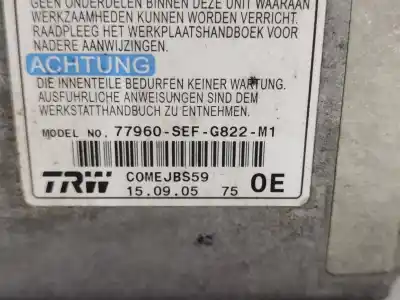 GEEN ONDERDELEN BINNEN DEZE UNIT WAARAAN
WERKZAAMHEDEN KUNNEN WORDEN VERRICHT.
RAADPLEEG HET WERKPLAATSHANDBOEK VOOR
NADERE AANWIJZINGEN.
ACHTUNG
DIE INNENTEILE BEDURFEN KEINER WARTUNG.
AUSFUHRLICHE ANWEISUNGEN SIND DEM
WERKSTATTHANDBUCH ZU ENTNEHMEN.
MODEL NO. 77960-SEF-G822-M1
TRW COMEJBS59
15.09.05 75 OE